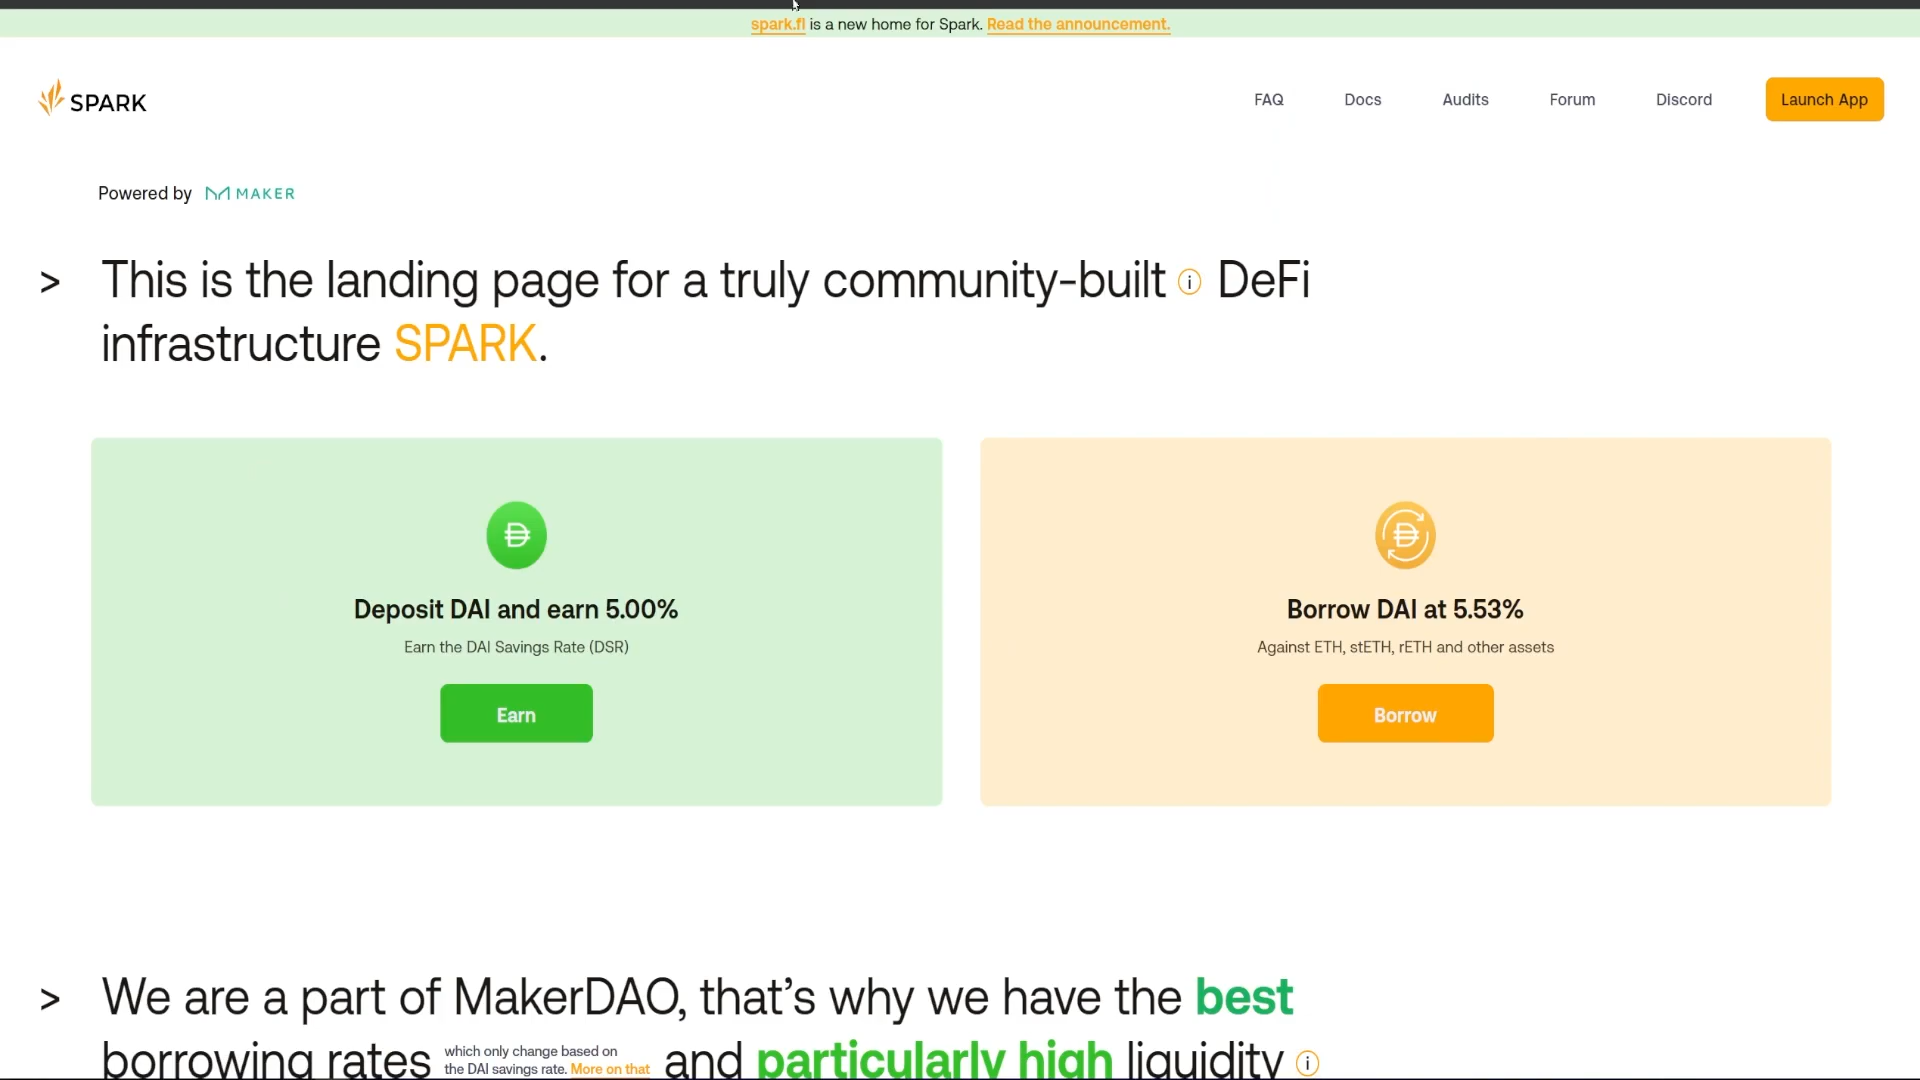 spark.fi is a new home for Spark. Read the announcement.
SPARK
FAQ
Docs
Audits
Forum
Discord
Launch App
Powered by MAKER
> This is the landing page for a truly community-built i DeFi
infrastructure SPARK.
Deposit DAI and earn 5.00%
Earn the DAI Savings Rate (DSR)
Earn
Borrow DAI at 5.53%
Against ETH, stETH, rETH and other assets
Borrow
> We are a part of MakerDAO, that's why we have the best
borrowing rates which only change based on
the DAI savings rate. More on that and particularly high liquidity i